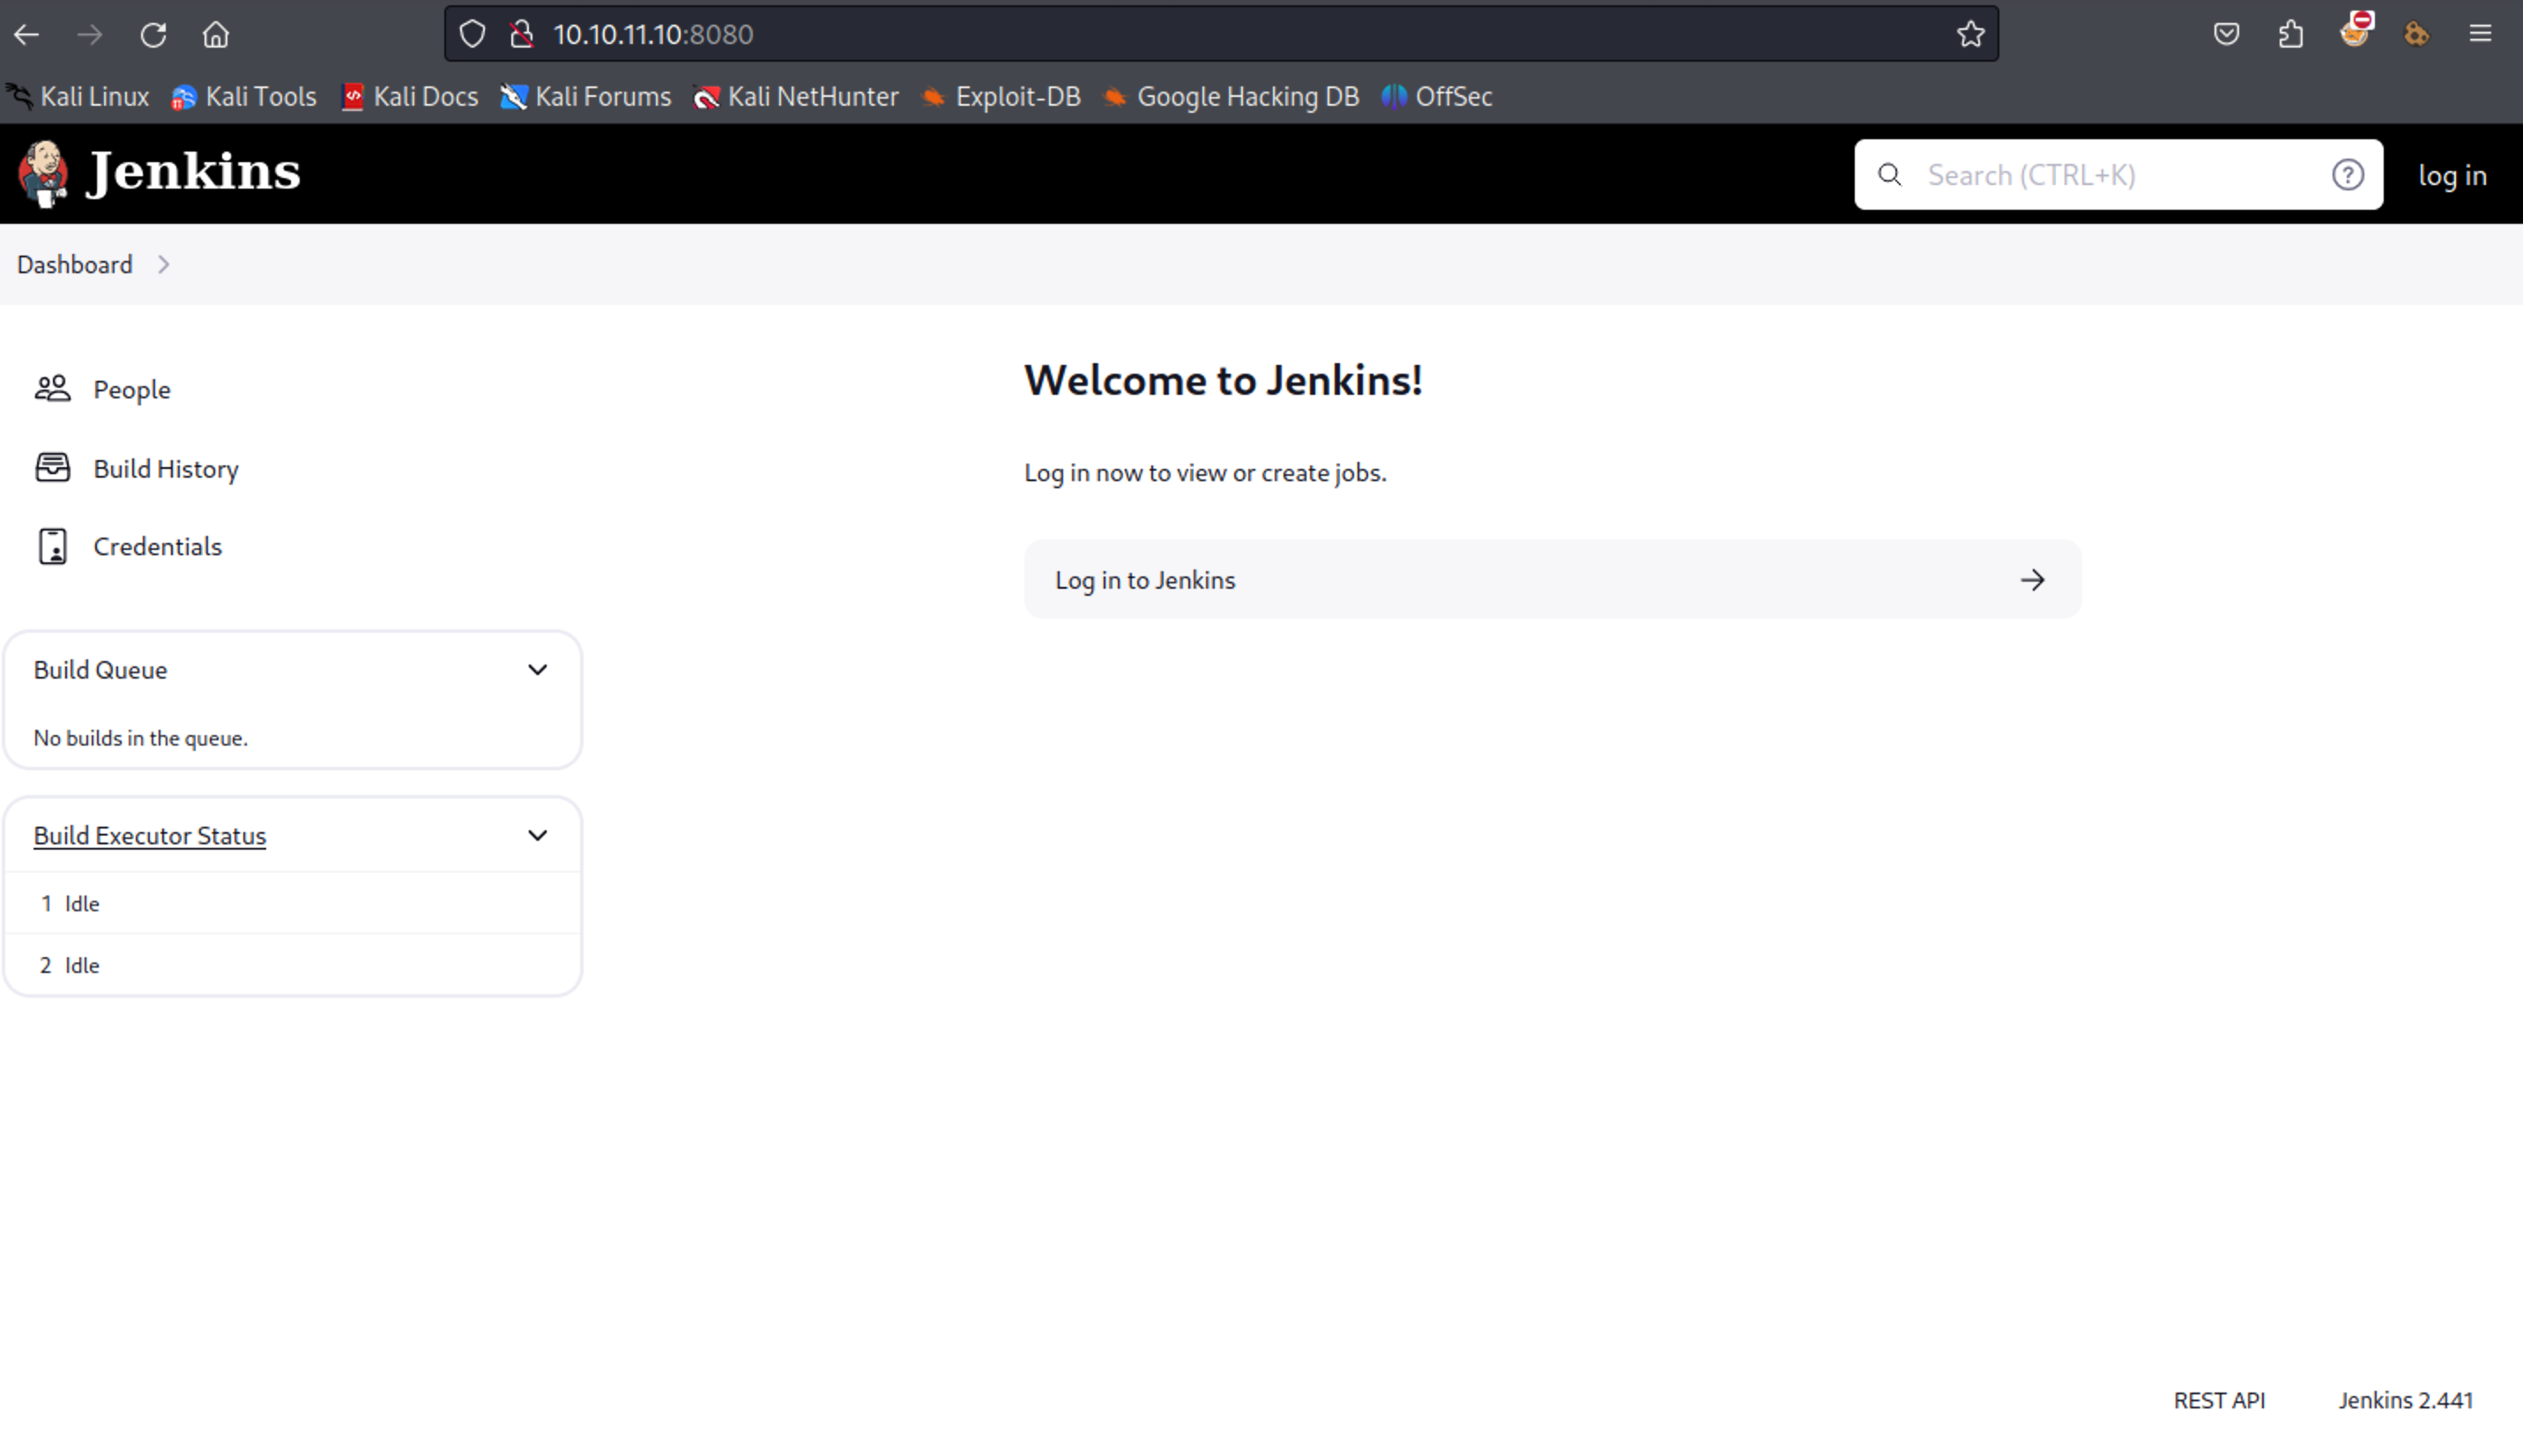 10.10.11.10:8080
Kali Linux Kali Tools Kali Docs Kali Forums Kali NetHunter Exploit-DB Google Hacking DB OffSec
Jenkins Search (CTRL+K) log in
Dashboard
People
Build History
Credentials
Build Queue
No builds in the queue.
Build Executor Status
1 Idle
2 Idle
Welcome to Jenkins!
Log in now to view or create jobs.
Log in to Jenkins
REST API Jenkins 2.441